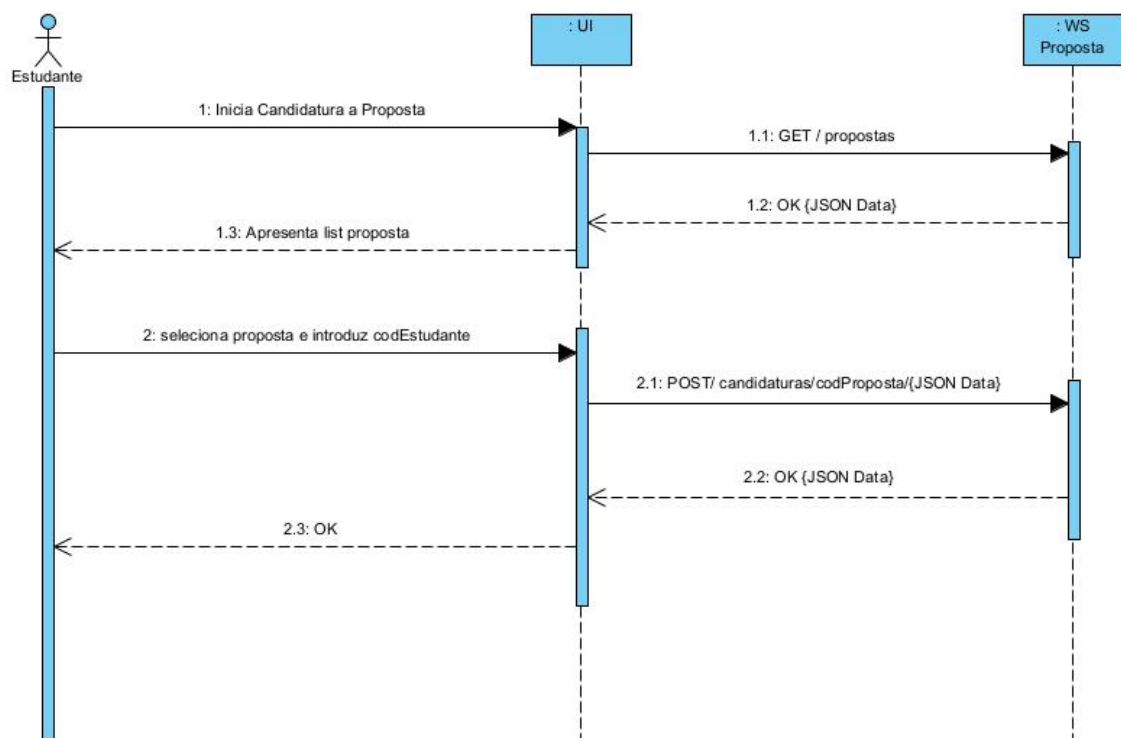 : UI
: WS
Proposta
Estudante
1: Inicia Candidatura a Proposta
1.1: GET / propostas
1.2: OK {JSON Data}
1.3: Apresenta list proposta
2: seleciona proposta e introduz codEstudante
2.1: POST/ candidaturas/codProposta/{JSON Data}
2.2: OK {JSON Data}
2.3: OK